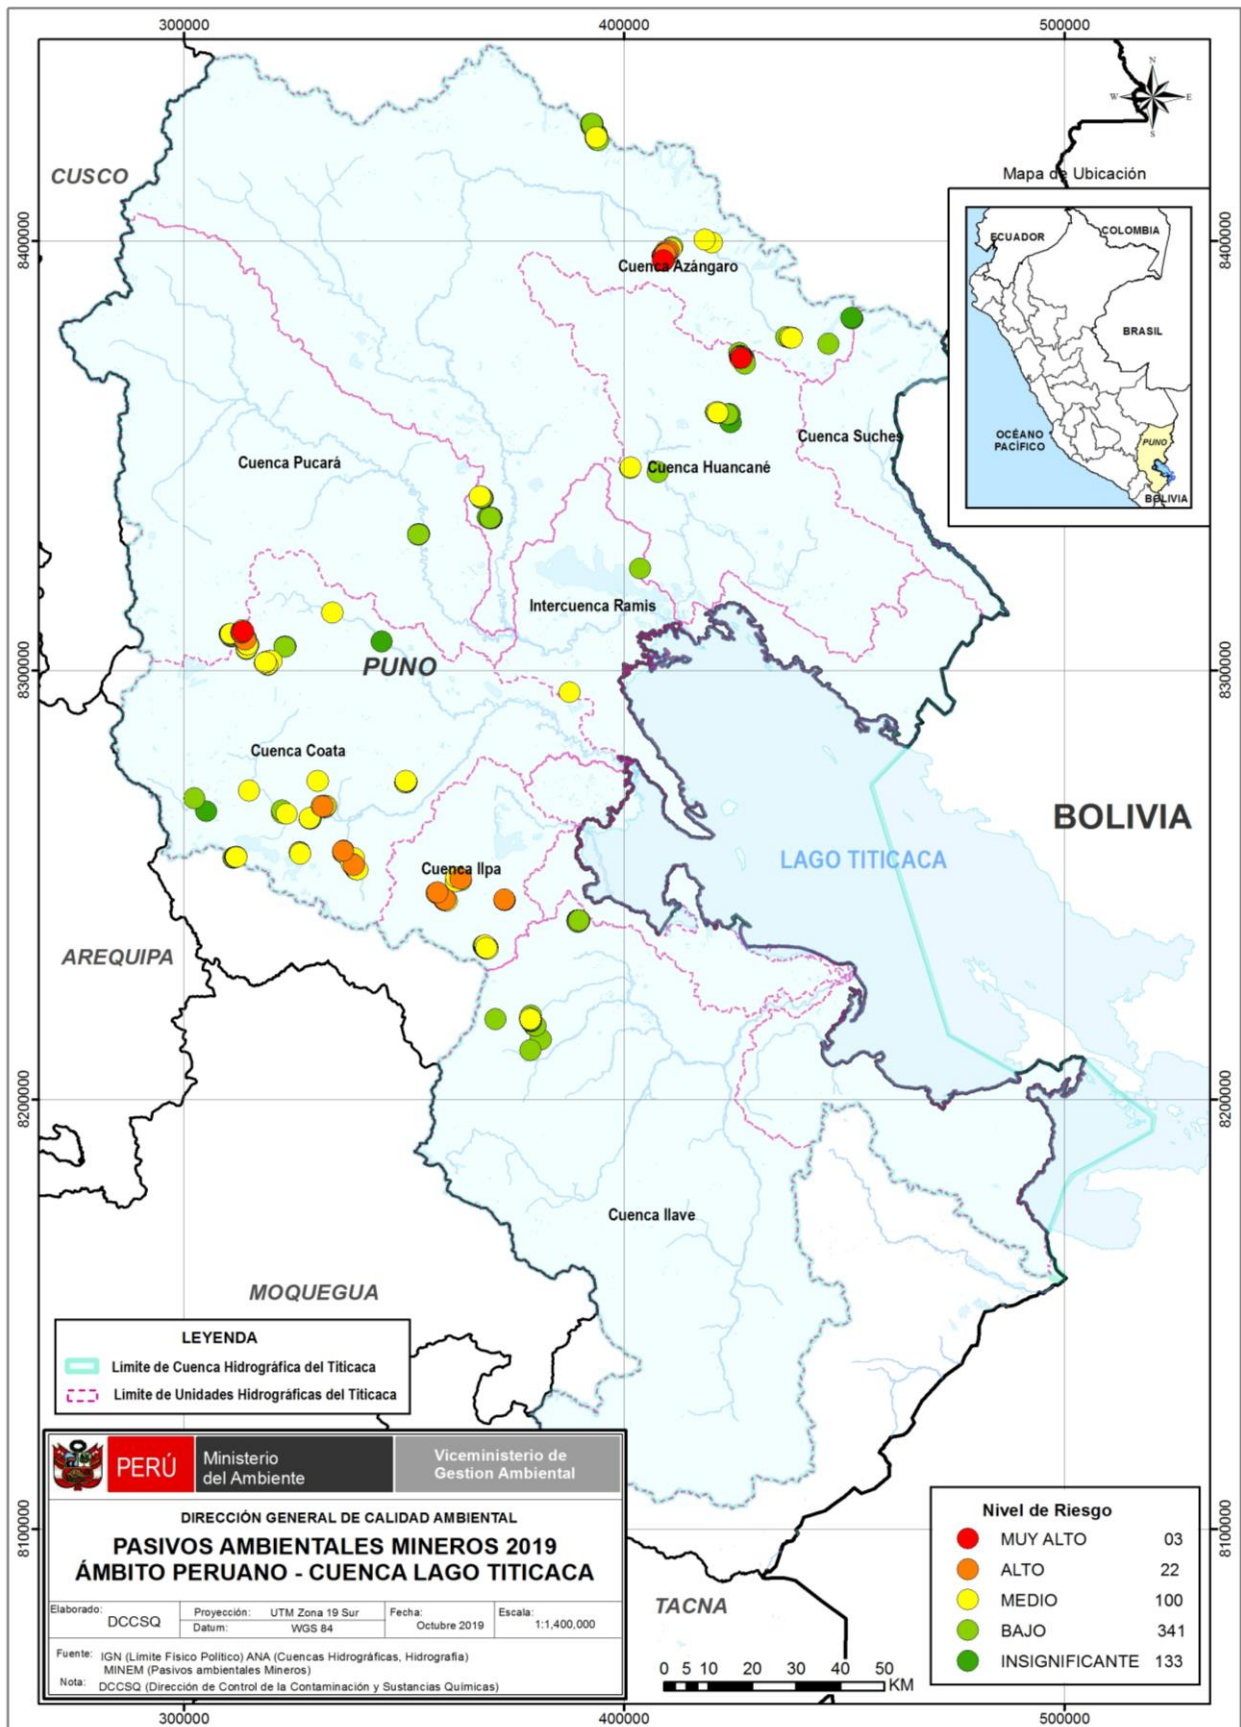 300000
400000
500000
N
W
E
S
CUSCO
Mapa de Ubicación
ECUADOR
COLOMBIA
BRASIL
OCÉANO
PACÍFICO
PUNO
BOLIVIA
8400000
8400000
Cuenca Azángaro
Cuenca Suches
Cuenca Pucará
Cuenca Huancané
Intercuenca Ramis
8300000
8300000
PUNO
Cuenca Coata
BOLIVIA
LAGO TITICACA
Cuenca Ilpa
AREQUIPA
8200000
8200000
Cuenca Ilave
MOQUEGUA
LEYENDA
Límite de Cuenca Hidrográfica del Titicaca
Límite de Unidades Hidrográficas del Titicaca
PERÚ
Ministerio
del Ambiente
Viceministerio de
Gestion Ambiental
DIRECCIÓN GENERAL DE CALIDAD AMBIENTAL
PASIVOS AMBIENTALES MINEROS 2019
ÁMBITO PERUANO - CUENCA LAGO TITICACA
Elaborado:
DCCSQ
Proyección: UTM Zona 19 Sur
Datum: WGS 84
Fecha:
Octubre 2019
Escala:
1:1,400,000
Fuente: IGN (Límite Físico Político) ANA (Cuencas Hidrográficas, Hidrografía)
MINEM (Pasivos ambientales Mineros)
Nota: DCCSQ (Dirección de Control de la Contaminación y Sustancias Químicas)
8100000
8100000
TACNA
0 5 10 20 30 40 50
KM
Nivel de Riesgo
MUY ALTO 03
ALTO 22
MEDIO 100
BAJO 341
INSIGNIFICANTE 133
300000
400000
500000